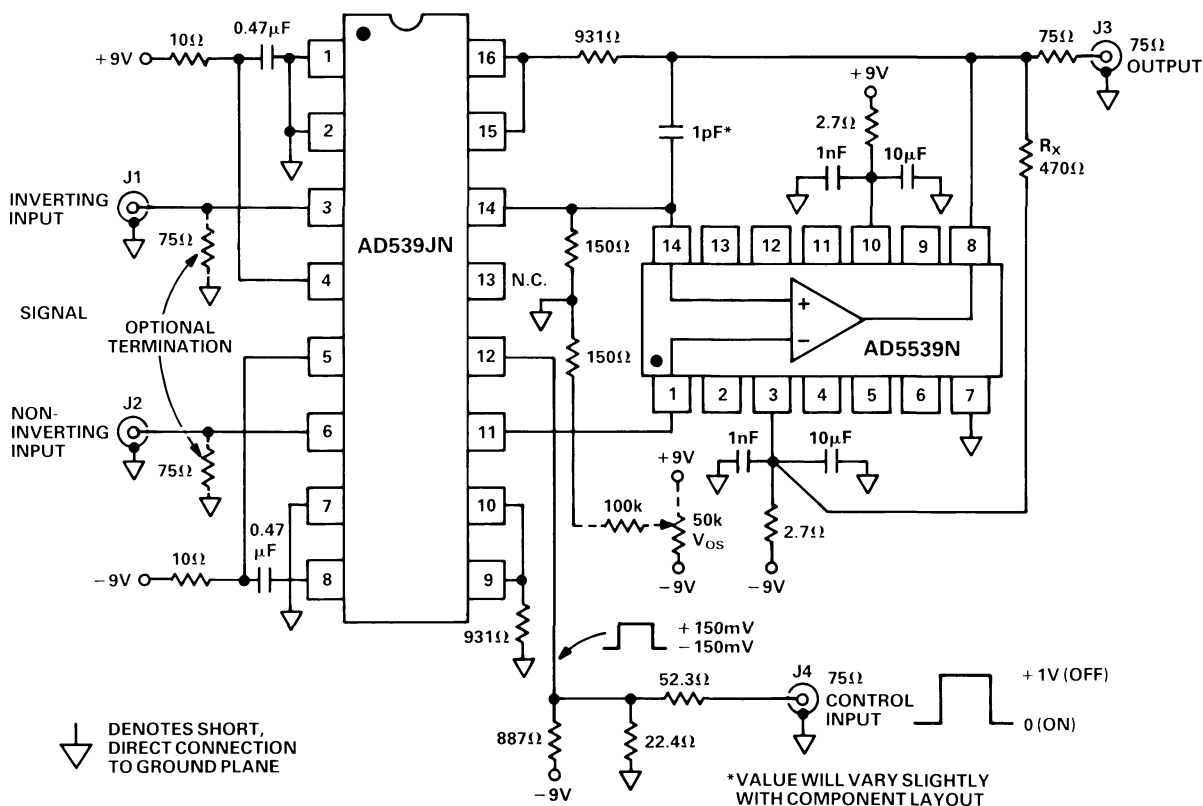 +9V
10Ω
0.47μF
1
2
3
4
5
6
7
8
AD539JN
16
15
14
13
12
11
10
9
N.C.
J1
INVERTING
INPUT
75Ω
SIGNAL
OPTIONAL
TERMINATION
J2
NON-
INVERTING
INPUT
75Ω
0.47
μF
-9V
10Ω
931Ω
1pF*
150Ω
150Ω
+9V
2.7Ω
1nF
10μF
RX
470Ω
75Ω
J3
75Ω
OUTPUT
14
13
12
11
10
9
8
+
−
AD5539N
1
2
3
4
5
6
7
1nF
10μF
2.7Ω
-9V
+9V
100k
50k
VOS
-9V
931Ω
+150mV
−150mV
52.3Ω
J4
75Ω
CONTROL
INPUT
+1V (OFF)
0 (ON)
887Ω
22.4Ω
-9V
DENOTES SHORT,
DIRECT CONNECTION
TO GROUND PLANE
*VALUE WILL VARY SLIGHTLY
WITH COMPONENT LAYOUT